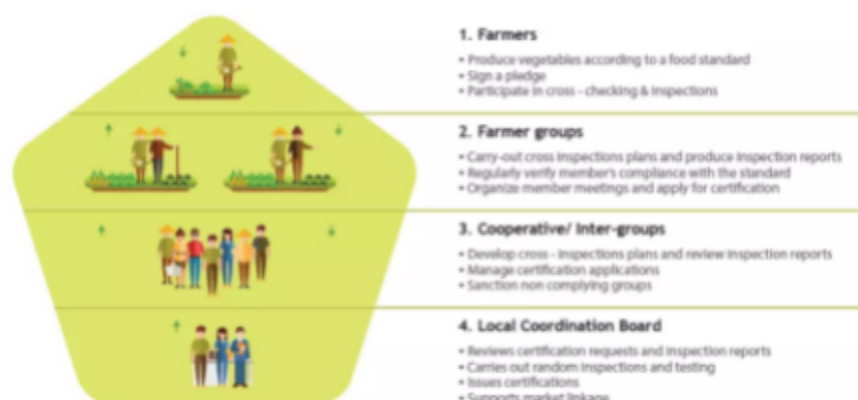 1. Farmers
• Produce vegetables according to a food standard
• Sign a pledge
• Participate in cross - checking & inspections
2. Farmer groups
• Carry-out cross inspections plans and produce inspection reports
• Regularly verify member's compliance with the standard
• Organize member meetings and apply for certification
3. Cooperative/ Inter-groups
• Develop cross - inspections plans and review inspection reports
• Manage certification applications
• Sanction non complying groups
4. Local Coordination Board
• Reviews certification requests and inspection reports
• Carries out random inspections and testing
• Issues certifications
• Supports market linkage